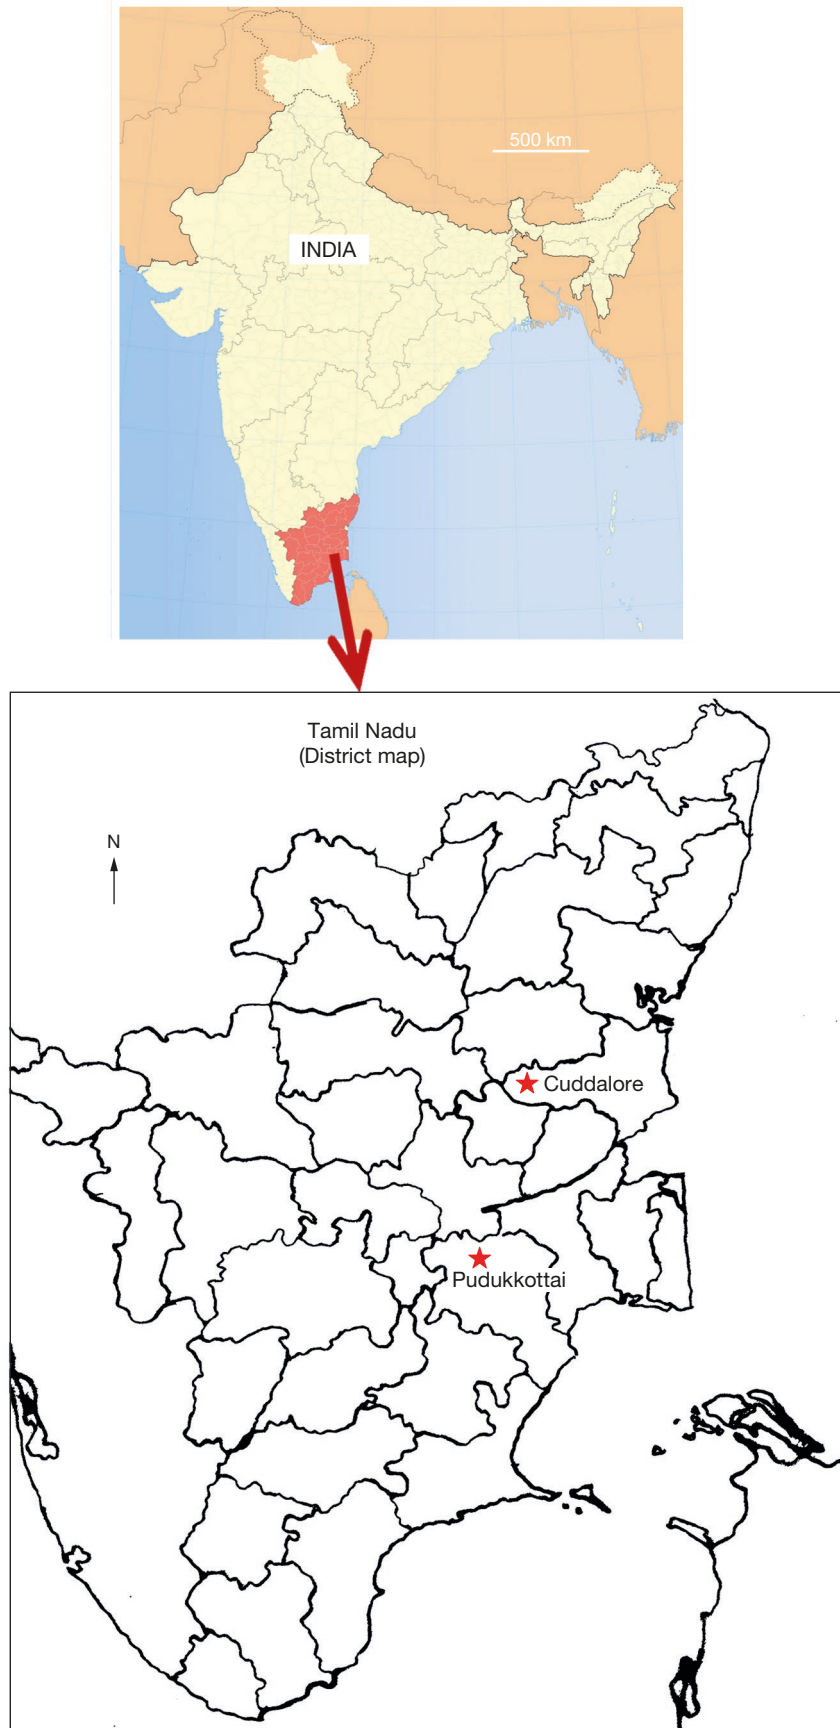 500 km
INDIA
Tamil Nadu
(District map)
N
Cuddalore
Pudukkottai